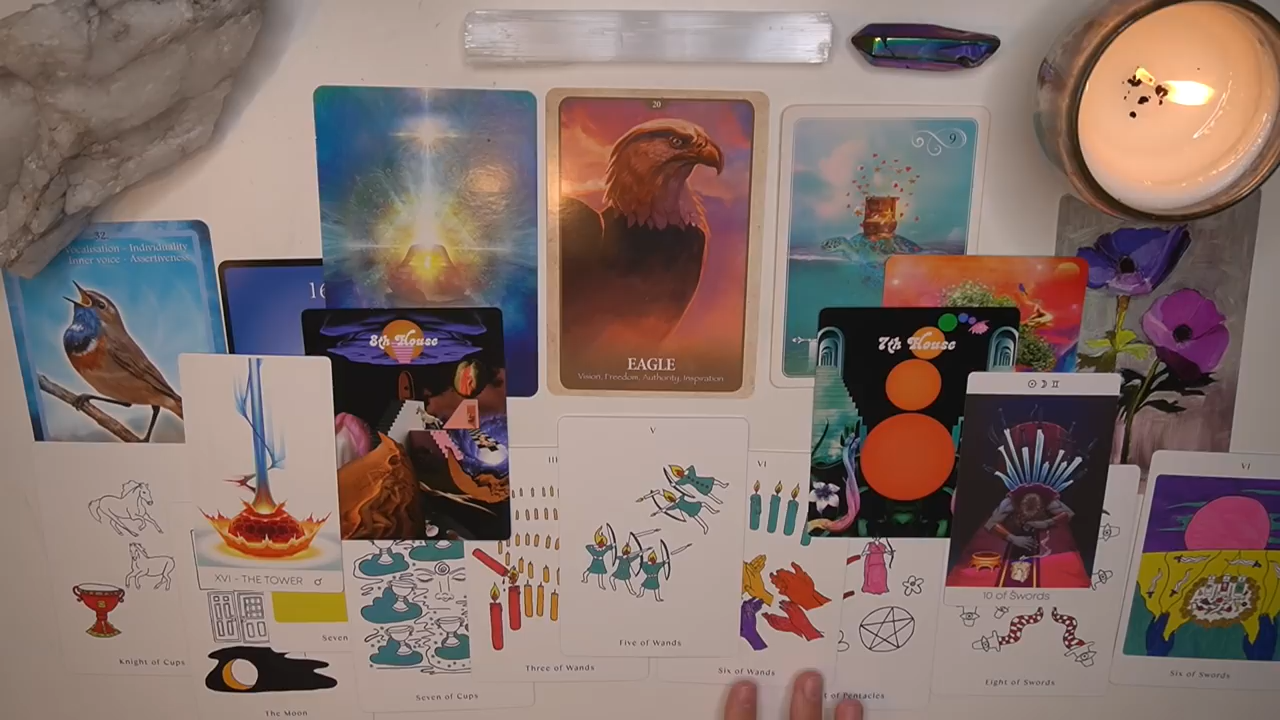 20
9
32
Vocalisation - Individuality
Inner voice - Assertiveness
16
8th House
7th House
EAGLE
Vision, Freedom, Authority, Inspiration
III
V
VI
VI
XVI - THE TOWER
10 of Swords
Knight of Cups
Seven
The Moon
Seven of Cups
Three of Wands
Five of Wands
Six of Wands
of Pentacles
Eight of Swords
Six of Swords